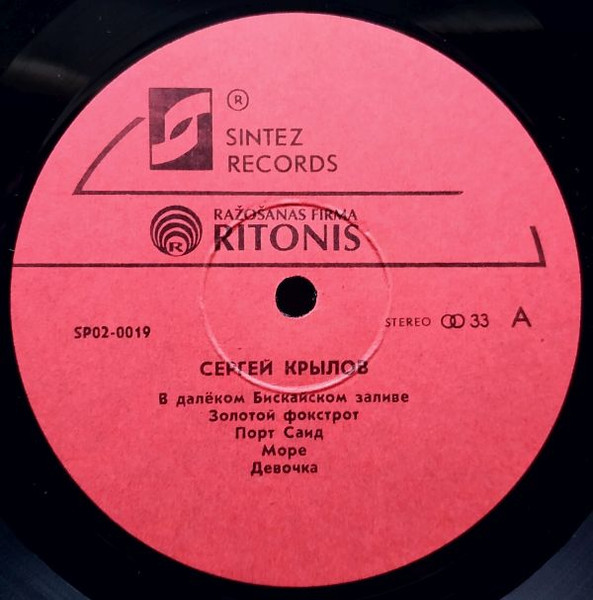 ®
SINTEZ
RECORDS
RAŽOŠANAS FIRMA
RITONIS
R
SP02-0019
STEREO 33 A
СЕРГЕЙ КРЫЛОВ
В далёком Бискайском заливе
Золотой фокстрот
Порт Саид
Море
Девочка